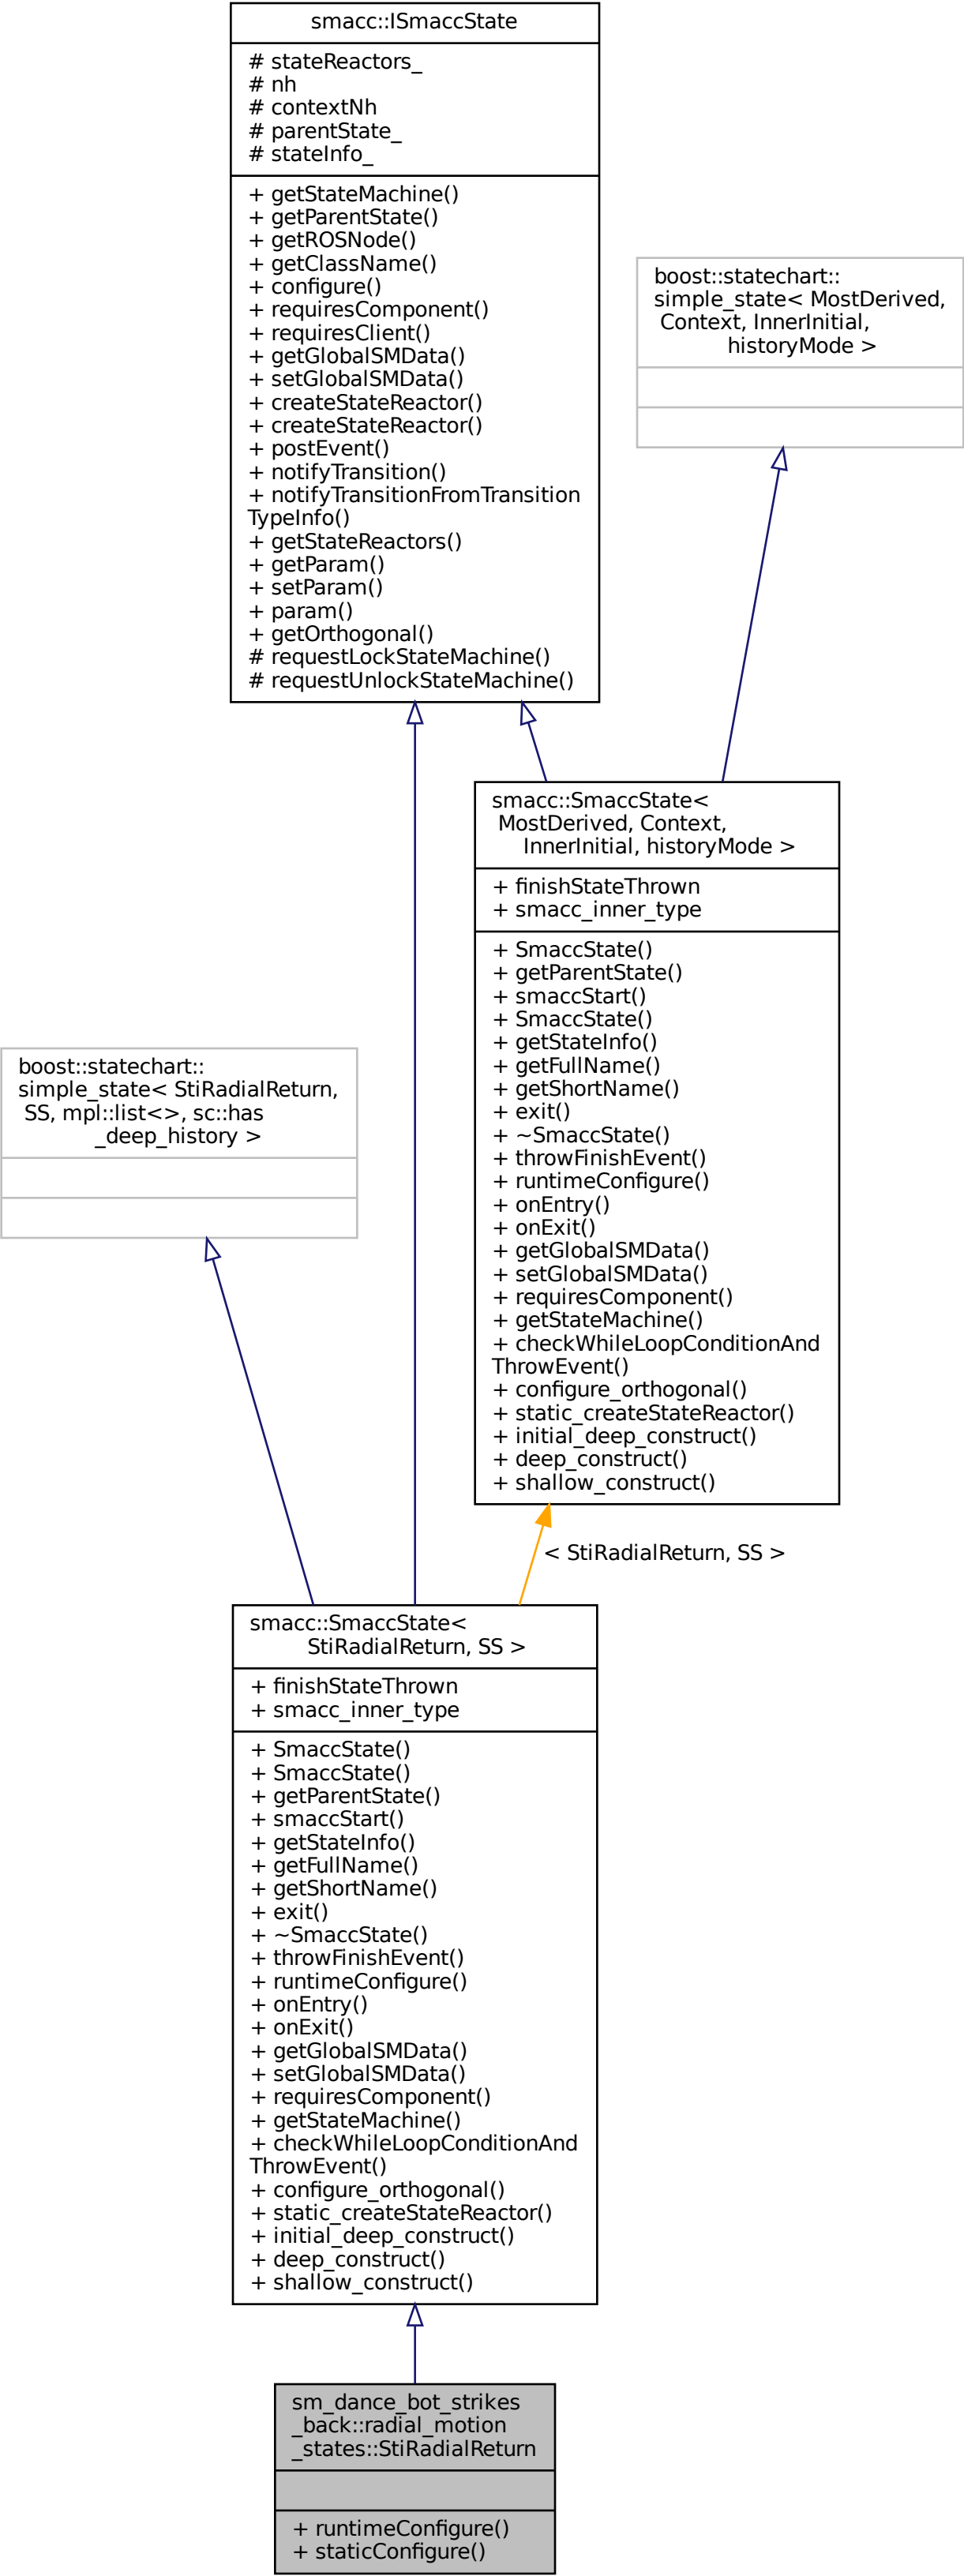 smacc::ISmaccState
# stateReactors_
# nh
# contextNh
# parentState_
# stateInfo_
+ getStateMachine()
+ getParentState()
+ getROSNode()
+ getClassName()
+ configure()
+ requiresComponent()
+ requiresClient()
+ getGlobalSMData()
+ setGlobalSMData()
+ createStateReactor()
+ createStateReactor()
+ postEvent()
+ notifyTransition()
+ notifyTransitionFromTransition
TypeInfo()
+ getStateReactors()
+ getParam()
+ setParam()
+ param()
+ getOrthogonal()
# requestLockStateMachine()
# requestUnlockStateMachine()
boost::statechart::
simple_state< MostDerived,
Context, InnerInitial,
historyMode >
smacc::SmaccState<
MostDerived, Context,
InnerInitial, historyMode >
+ finishStateThrown
+ smacc_inner_type
+ SmaccState()
+ getParentState()
+ smaccStart()
+ SmaccState()
+ getStateInfo()
+ getFullName()
+ getShortName()
+ exit()
+ ~SmaccState()
+ throwFinishEvent()
+ runtimeConfigure()
+ onEntry()
+ onExit()
+ getGlobalSMData()
+ setGlobalSMData()
+ requiresComponent()
+ getStateMachine()
+ checkWhileLoopConditionAnd
ThrowEvent()
+ configure_orthogonal()
+ static_createStateReactor()
+ initial_deep_construct()
+ deep_construct()
+ shallow_construct()
boost::statechart::
simple_state< StiRadialReturn,
SS, mpl::list<>, sc::has
_deep_history >
< StiRadialReturn, SS >
smacc::SmaccState<
StiRadialReturn, SS >
+ finishStateThrown
+ smacc_inner_type
+ SmaccState()
+ SmaccState()
+ getParentState()
+ smaccStart()
+ getStateInfo()
+ getFullName()
+ getShortName()
+ exit()
+ ~SmaccState()
+ throwFinishEvent()
+ runtimeConfigure()
+ onEntry()
+ onExit()
+ getGlobalSMData()
+ setGlobalSMData()
+ requiresComponent()
+ getStateMachine()
+ checkWhileLoopConditionAnd
ThrowEvent()
+ configure_orthogonal()
+ static_createStateReactor()
+ initial_deep_construct()
+ deep_construct()
+ shallow_construct()
sm_dance_bot_strikes
_back::radial_motion
_states::StiRadialReturn
+ runtimeConfigure()
+ staticConfigure()